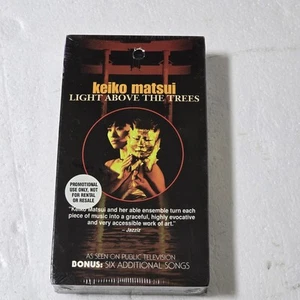 keiko matsui
LIGHT ABOVE THE TREES
PROMOTIONAL
USE ONLY, NOT
FOR RENTAL
OR RESALE
"Keiko Matsui and her able ensemble turn each
piece of music into a graceful, highly evocative
and very accessible work of art."
Jazziz
AS SEEN ON PUBLIC TELEVISION
BONUS: SIX ADDITIONAL SONGS